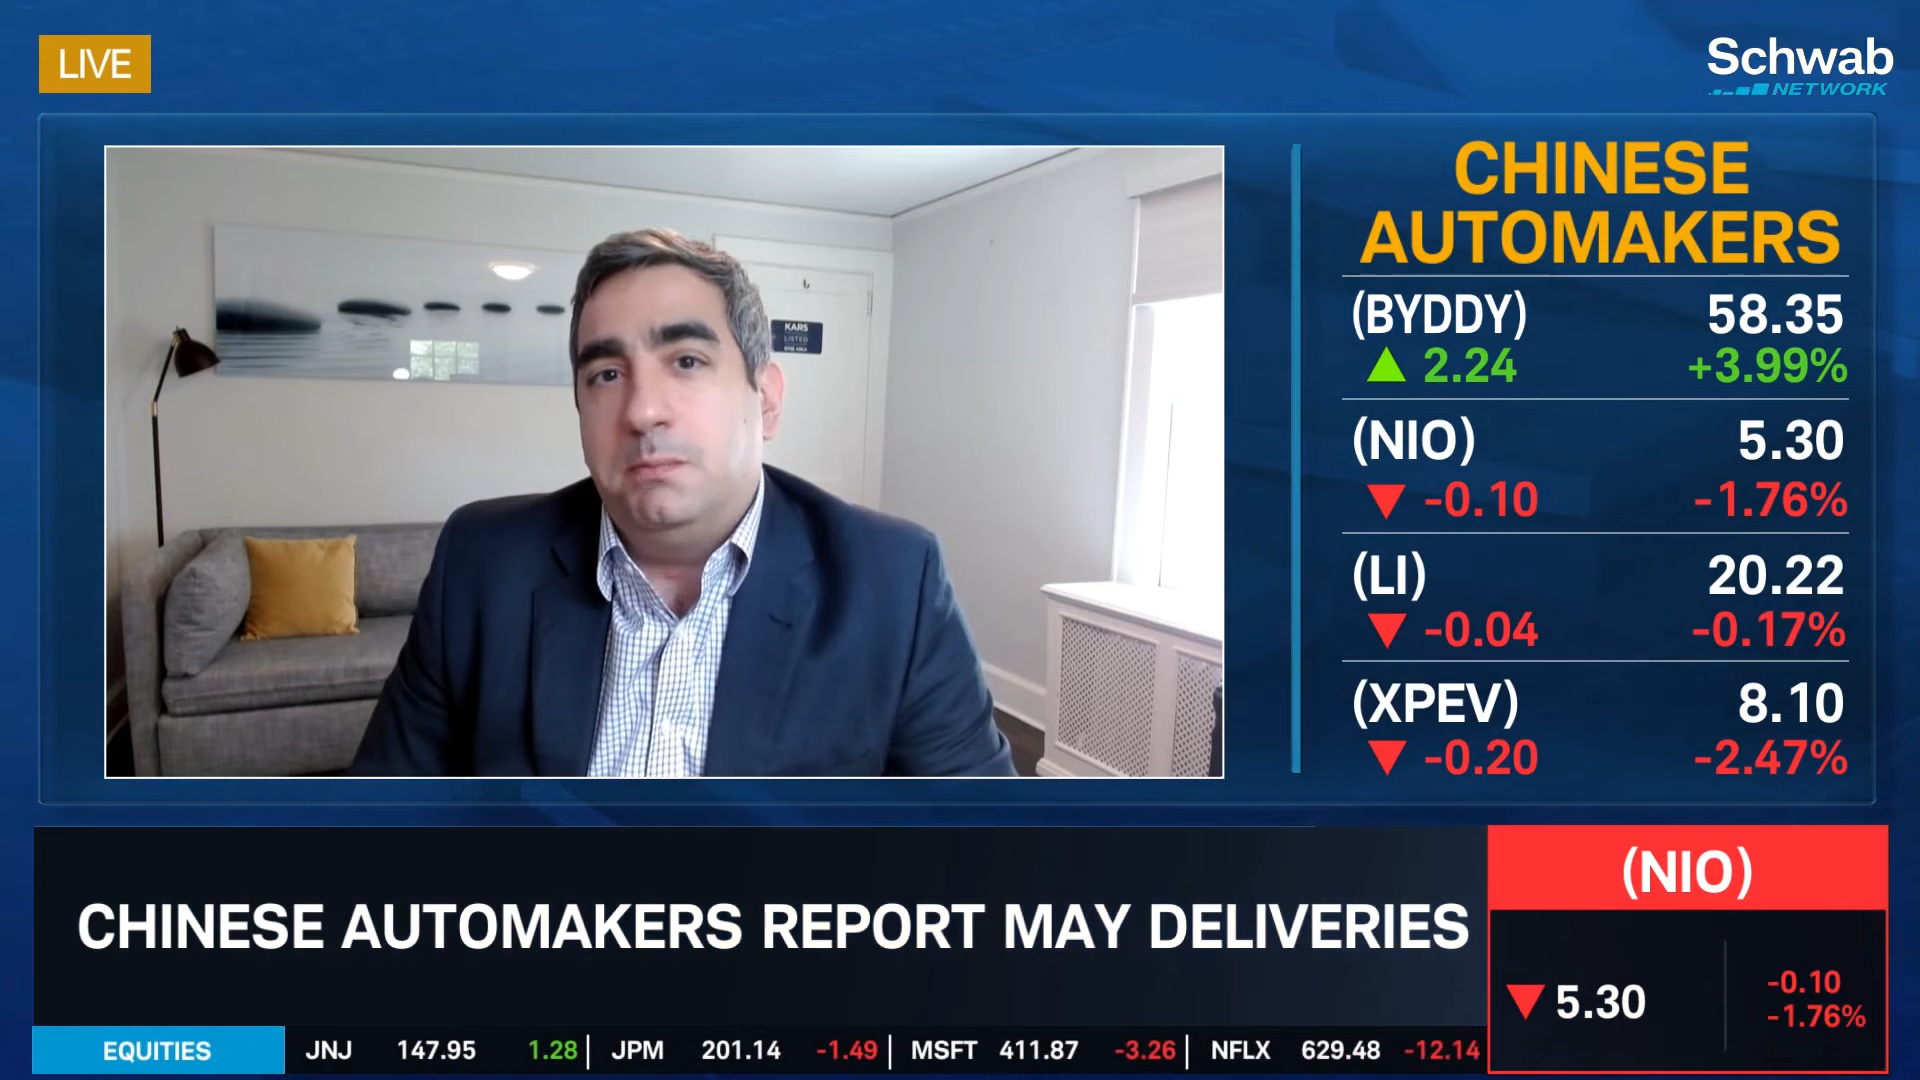 LIVE
Schwab
NETWORK
KARS
LISTED
CHINESE
AUTOMAKERS
(BYDDY) 58.35
▲ 2.24 +3.99%
(NIO) 5.30
▼ -0.10 -1.76%
(LI) 20.22
▼ -0.04 -0.17%
(XPEV) 8.10
▼ -0.20 -2.47%
CHINESE AUTOMAKERS REPORT MAY DELIVERIES
(NIO)
▼ 5.30
-0.10
-1.76%
EQUITIES JNJ 147.95 1.28 | JPM 201.14 -1.49 | MSFT 411.87 -3.26 | NFLX 629.48 -12.14